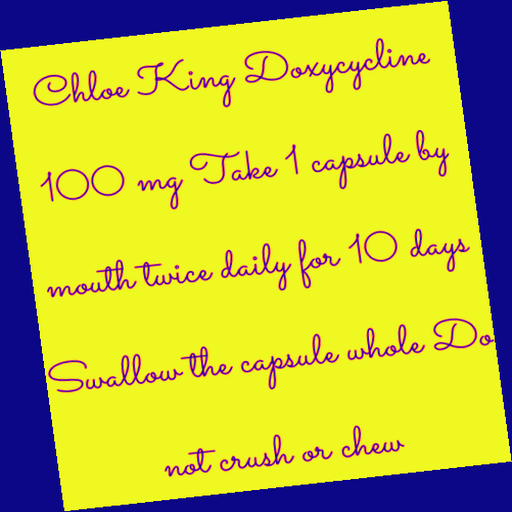 Chloe King Doxycycline
100 mg Take 1 capsule by
mouth twice daily for 10 days
Swallow the capsule whole Do
not crush or chew